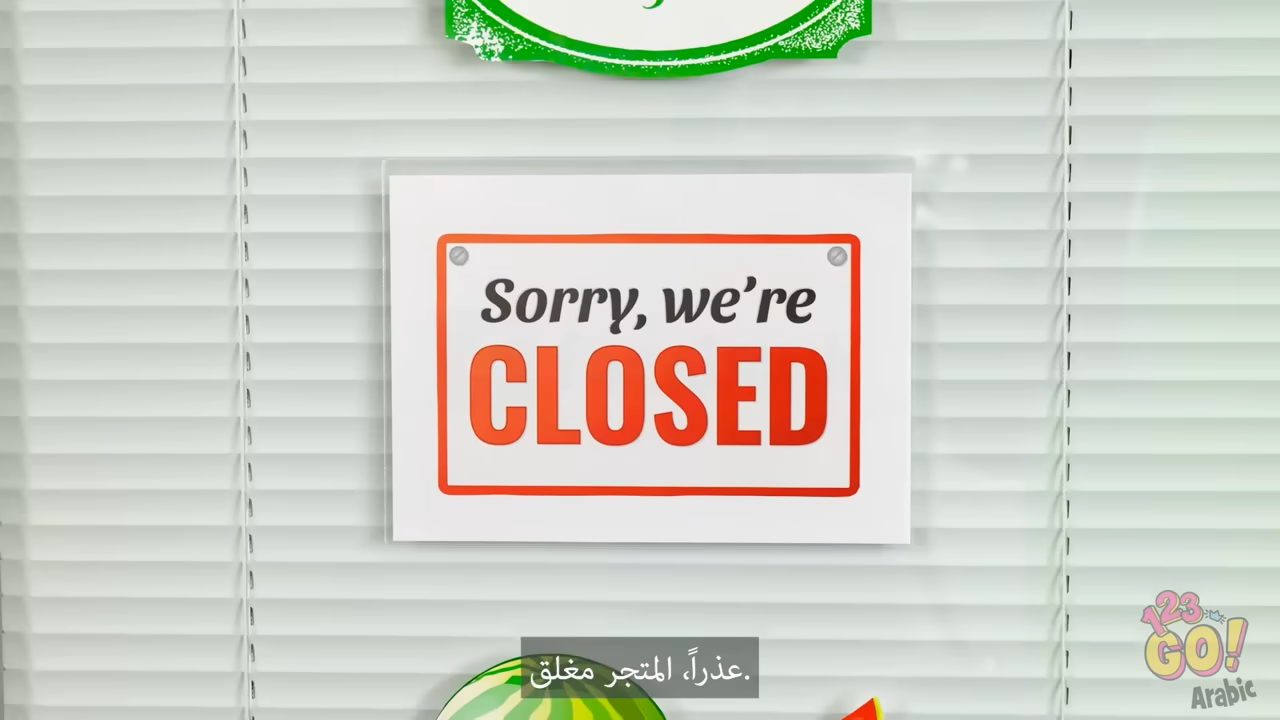 Sorry, we're
CLOSED
عذراً، المتجر مغلق.
123
GO!
Arabic